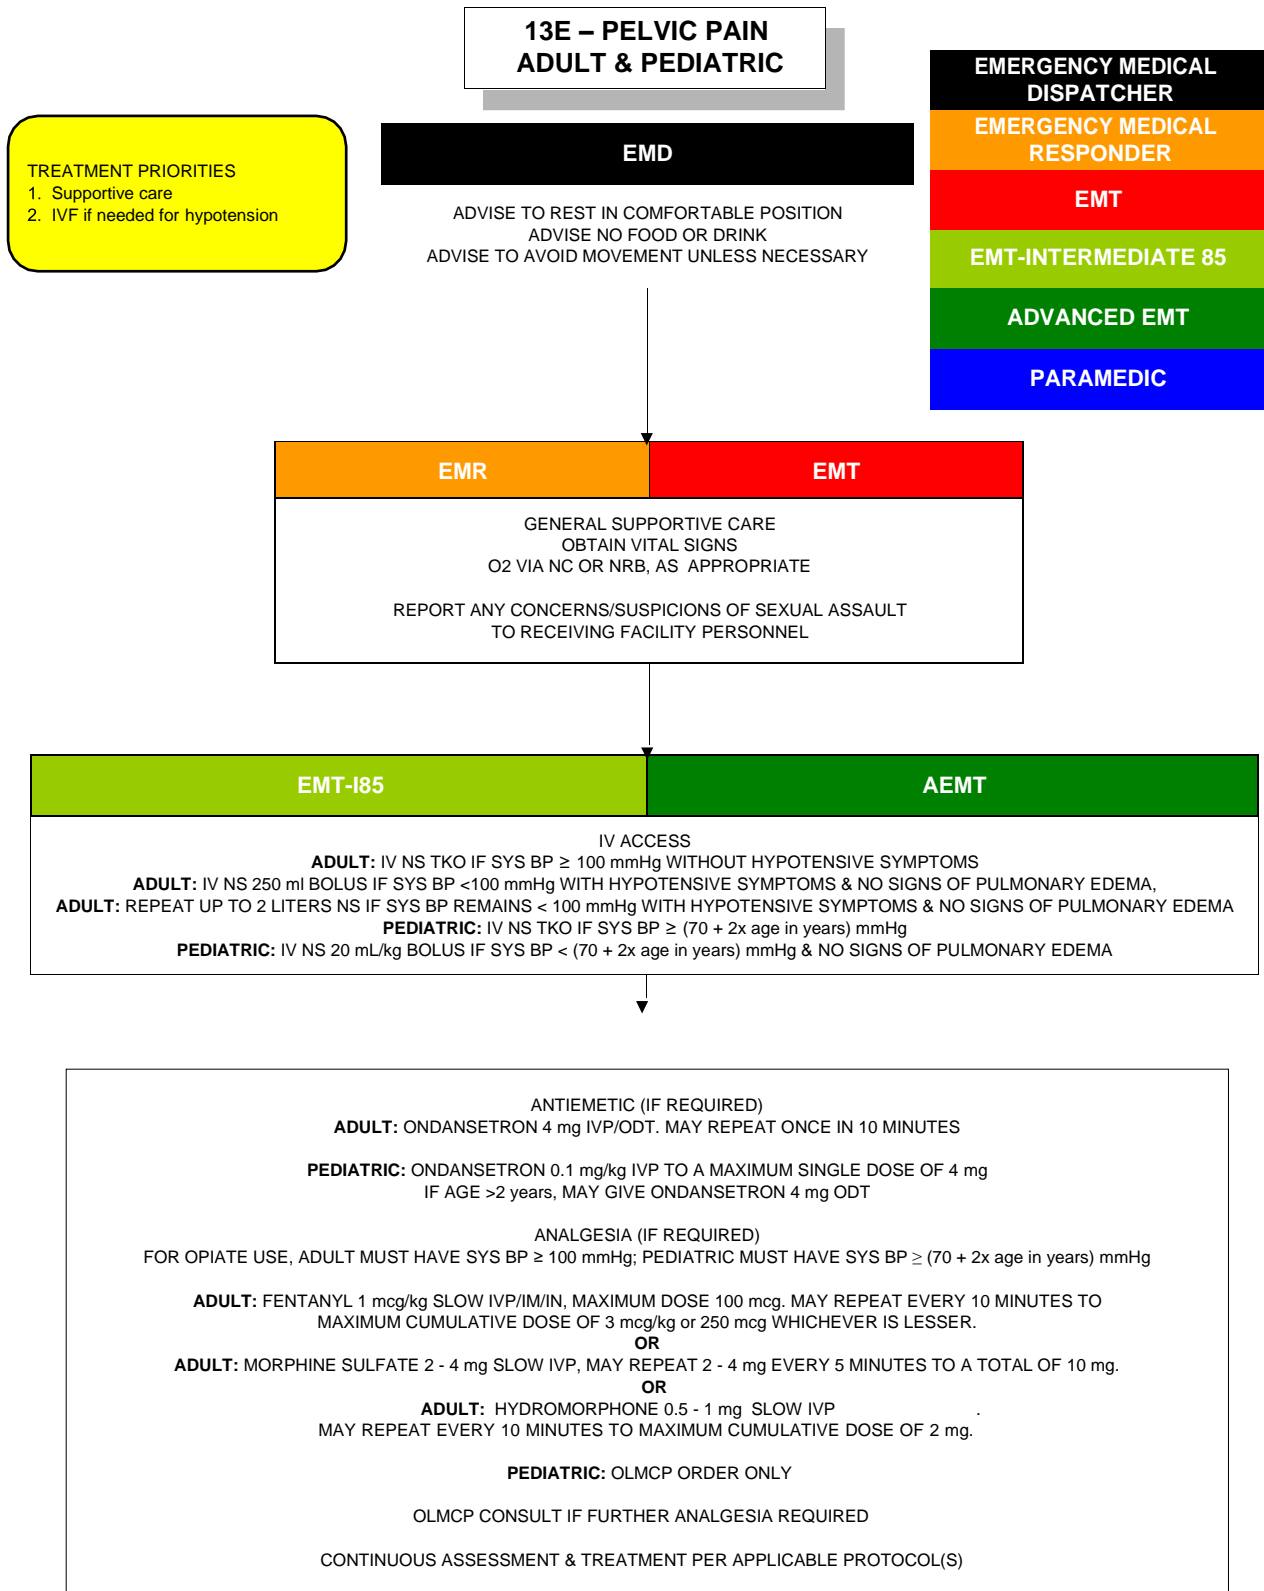 13E – PELVIC PAIN
ADULT & PEDIATRIC
EMERGENCY MEDICAL
DISPATCHER
EMERGENCY MEDICAL
RESPONDER
EMT
EMT-INTERMEDIATE 85
ADVANCED EMT
PARAMEDIC
TREATMENT PRIORITIES
1. Supportive care
2. IVF if needed for hypotension
EMD
ADVISE TO REST IN COMFORTABLE POSITION
ADVISE NO FOOD OR DRINK
ADVISE TO AVOID MOVEMENT UNLESS NECESSARY
EMR
EMT
GENERAL SUPPORTIVE CARE
OBTAIN VITAL SIGNS
O2 VIA NC OR NRB, AS APPROPRIATE
REPORT ANY CONCERNS/SUSPICIONS OF SEXUAL ASSAULT
TO RECEIVING FACILITY PERSONNEL
EMT-I85
AEMT
IV ACCESS
ADULT: IV NS TKO IF SYS BP ≥ 100 mmHg WITHOUT HYPOTENSIVE SYMPTOMS
ADULT: IV NS 250 ml BOLUS IF SYS BP <100 mmHg WITH HYPOTENSIVE SYMPTOMS & NO SIGNS OF PULMONARY EDEMA,
ADULT: REPEAT UP TO 2 LITERS NS IF SYS BP REMAINS < 100 mmHg WITH HYPOTENSIVE SYMPTOMS & NO SIGNS OF PULMONARY EDEMA
PEDIATRIC: IV NS TKO IF SYS BP ≥ (70 + 2x age in years) mmHg
PEDIATRIC: IV NS 20 mL/kg BOLUS IF SYS BP < (70 + 2x age in years) mmHg & NO SIGNS OF PULMONARY EDEMA
ANTIEMETIC (IF REQUIRED)
ADULT: ONDANSETRON 4 mg IVP/ODT. MAY REPEAT ONCE IN 10 MINUTES
PEDIATRIC: ONDANSETRON 0.1 mg/kg IVP TO A MAXIMUM SINGLE DOSE OF 4 mg
IF AGE >2 years, MAY GIVE ONDANSETRON 4 mg ODT
ANALGESIA (IF REQUIRED)
FOR OPIATE USE, ADULT MUST HAVE SYS BP ≥ 100 mmHg; PEDIATRIC MUST HAVE SYS BP ≥ (70 + 2x age in years) mmHg
ADULT: FENTANYL 1 mcg/kg SLOW IVP/IM/IN, MAXIMUM DOSE 100 mcg. MAY REPEAT EVERY 10 MINUTES TO
MAXIMUM CUMULATIVE DOSE OF 3 mcg/kg or 250 mcg WHICHEVER IS LESSER.
OR
ADULT: MORPHINE SULFATE 2 - 4 mg SLOW IVP, MAY REPEAT 2 - 4 mg EVERY 5 MINUTES TO A TOTAL OF 10 mg.
OR
ADULT: HYDROMORPHONE 0.5 - 1 mg SLOW IVP .
MAY REPEAT EVERY 10 MINUTES TO MAXIMUM CUMULATIVE DOSE OF 2 mg.
PEDIATRIC: OLMCP ORDER ONLY
OLMCP CONSULT IF FURTHER ANALGESIA REQUIRED
CONTINUOUS ASSESSMENT & TREATMENT PER APPLICABLE PROTOCOL(S)